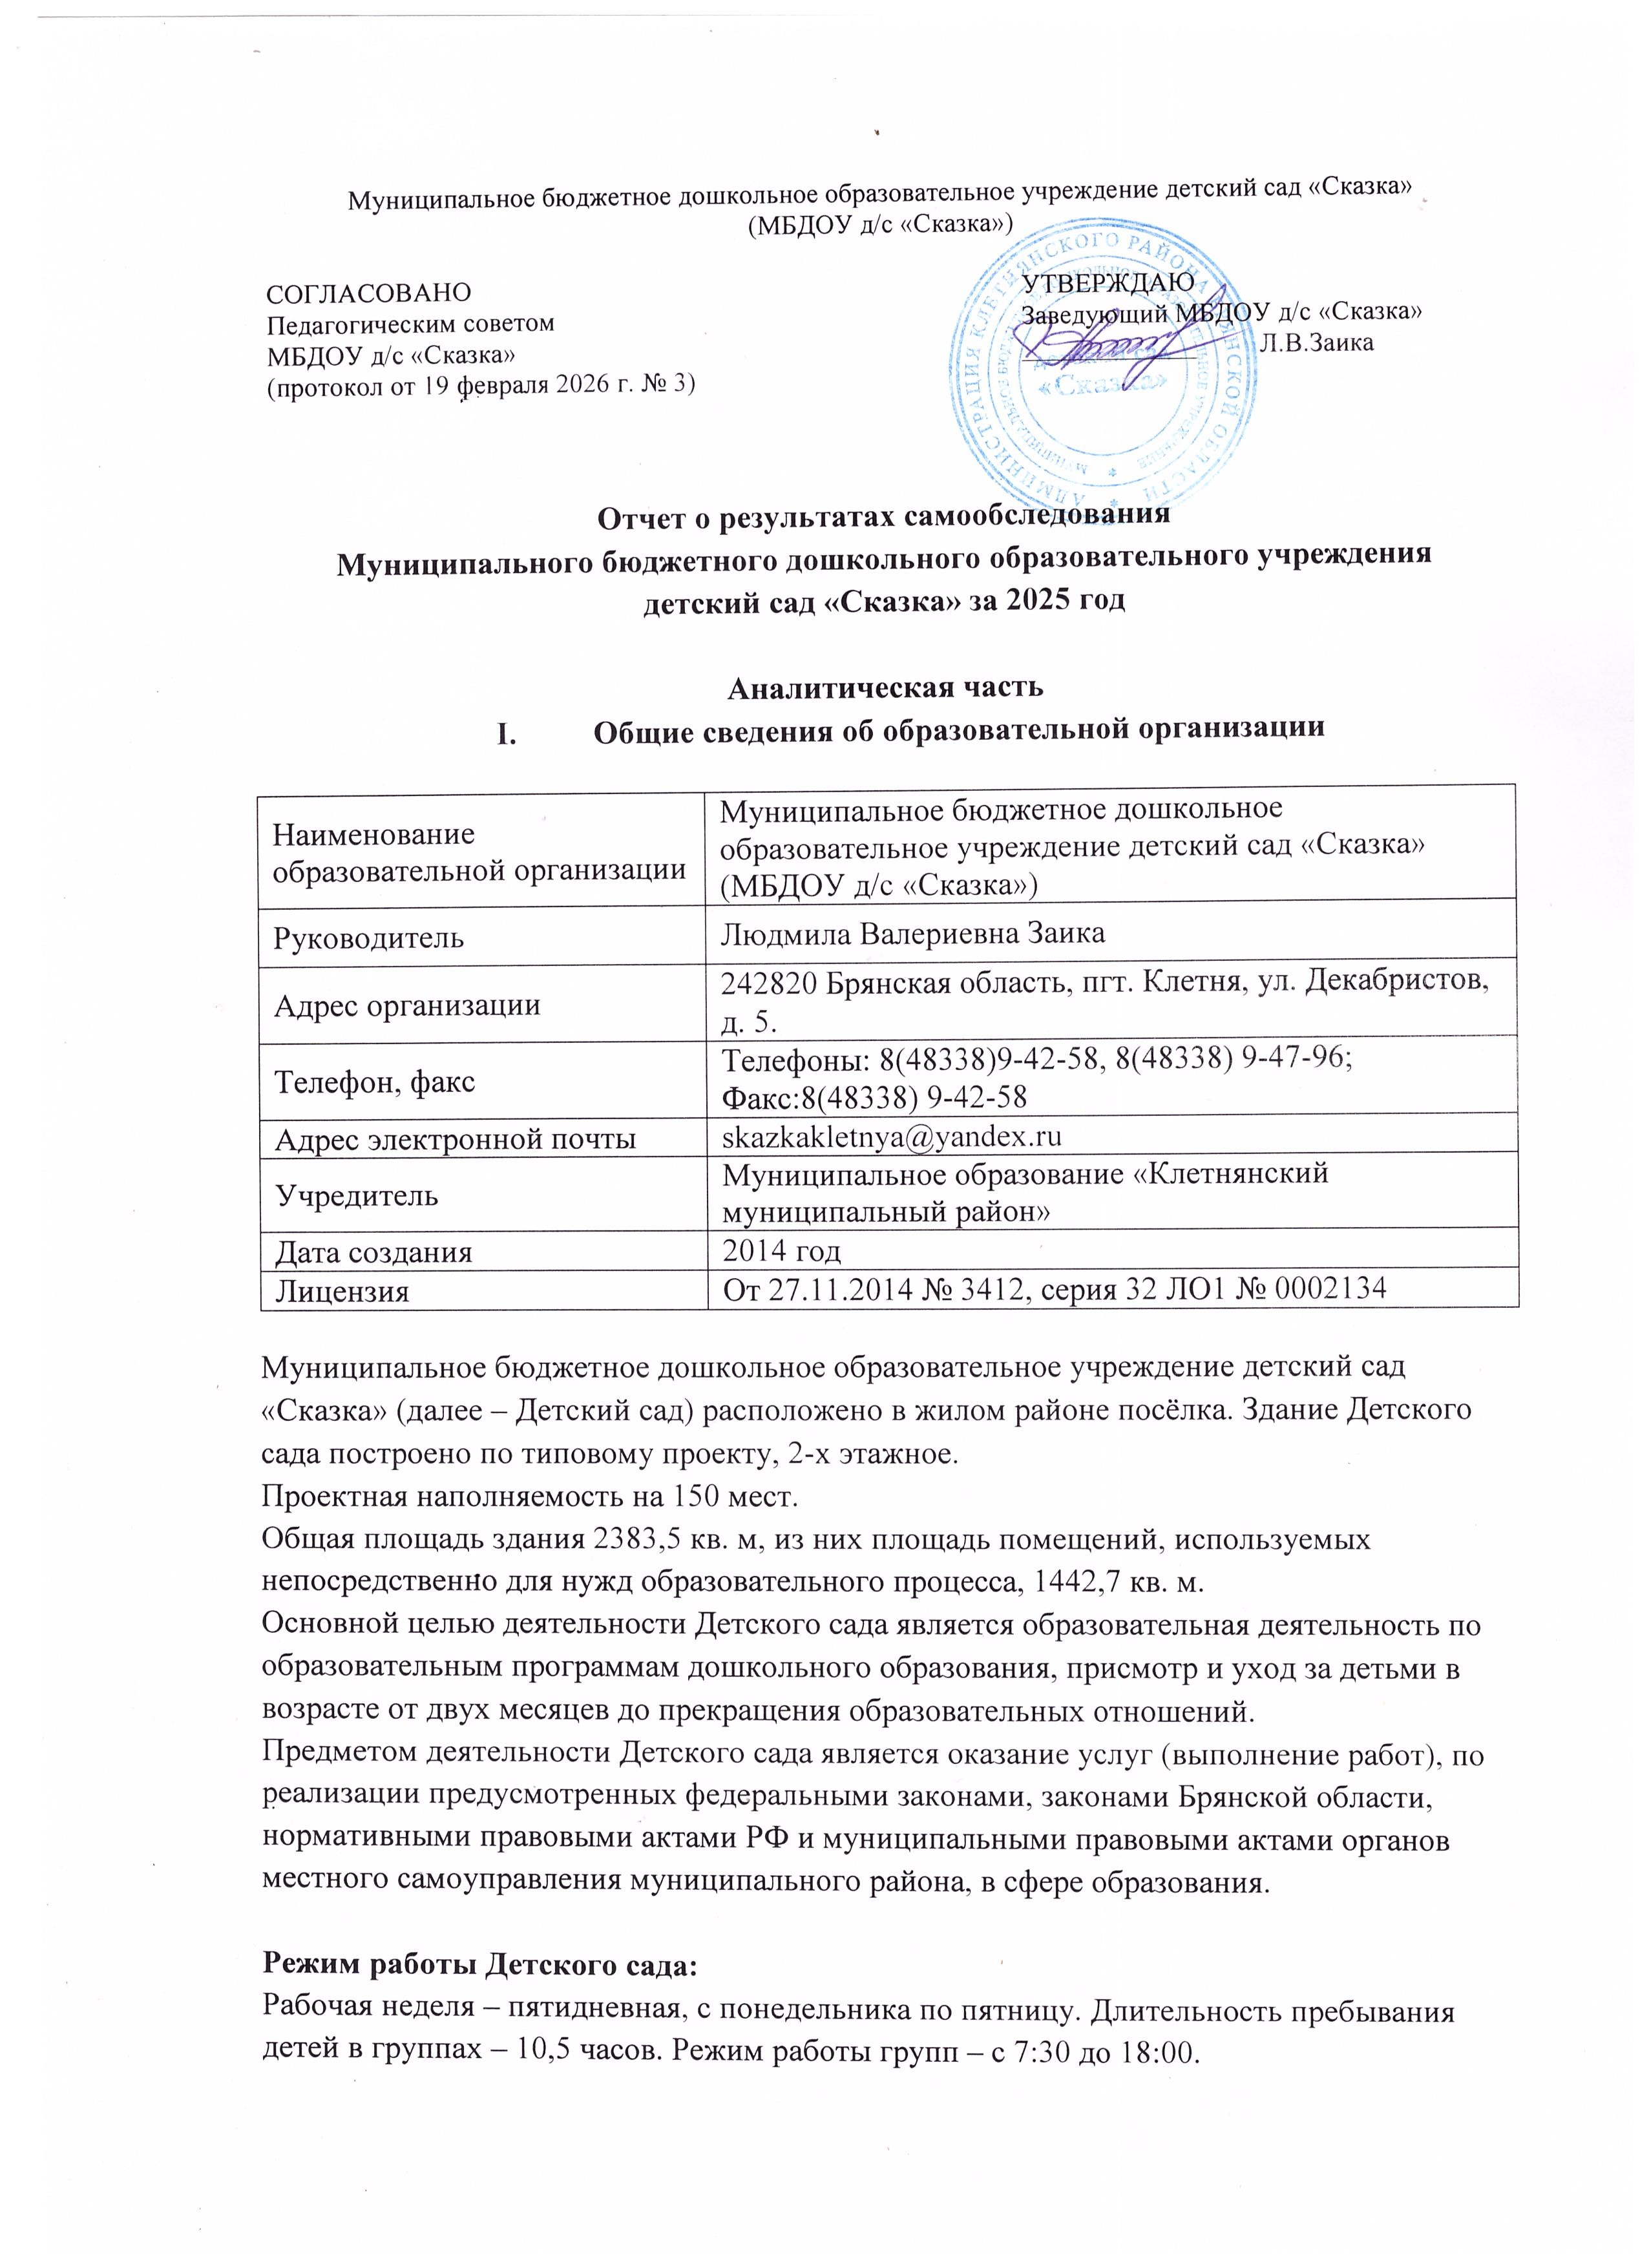 Муниципальное бюджетное дошкольное образовательное учреждение детский сад «Сказка»
(МБДОУ д/с «Сказка»)
СОГЛАСОВАНО
Педагогическим советом
МБДОУ д/с «Сказка»
(протокол от 19 февраля 2026 г. № 3)
УТВЕРЖДАЮ
Заведующий МБДОУ д/с «Сказка»
Л.В.Заика
АДМИНИСТРАЦИЯ КЛЕТНЯНСКОГО РАЙОНА БРЯНСКОЙ ОБЛАСТИ
«Сказка»
Отчет о результатах самообследования
Муниципального бюджетного дошкольного образовательного учреждения
детский сад «Сказка» за 2025 год
Аналитическая часть
I. Общие сведения об образовательной организации
Наименование
образовательной организации
Муниципальное бюджетное дошкольное
образовательное учреждение детский сад «Сказка»
(МБДОУ д/с «Сказка»)
Руководитель
Людмила Валериевна Заика
Адрес организации
242820 Брянская область, пгт. Клетня, ул. Декабристов,
д. 5.
Телефон, факс
Телефоны: 8(48338)9-42-58, 8(48338) 9-47-96;
Факс:8(48338) 9-42-58
Адрес электронной почты
skazkakletnya@yandex.ru
Учредитель
Муниципальное образование «Клетнянский
муниципальный район»
Дата создания
2014 год
Лицензия
От 27.11.2014 № 3412, серия 32 ЛО1 № 0002134
Муниципальное бюджетное дошкольное образовательное учреждение детский сад
«Сказка» (далее – Детский сад) расположено в жилом районе посёлка. Здание Детского
сада построено по типовому проекту, 2-х этажное.
Проектная наполняемость на 150 мест.
Общая площадь здания 2383,5 кв. м, из них площадь помещений, используемых
непосредственно для нужд образовательного процесса, 1442,7 кв. м.
Основной целью деятельности Детского сада является образовательная деятельность по
образовательным программам дошкольного образования, присмотр и уход за детьми в
возрасте от двух месяцев до прекращения образовательных отношений.
Предметом деятельности Детского сада является оказание услуг (выполнение работ), по
реализации предусмотренных федеральными законами, законами Брянской области,
нормативными правовыми актами РФ и муниципальными правовыми актами органов
местного самоуправления муниципального района, в сфере образования.
Режим работы Детского сада:
Рабочая неделя – пятидневная, с понедельника по пятницу. Длительность пребывания
детей в группах – 10,5 часов. Режим работы групп – с 7:30 до 18:00.